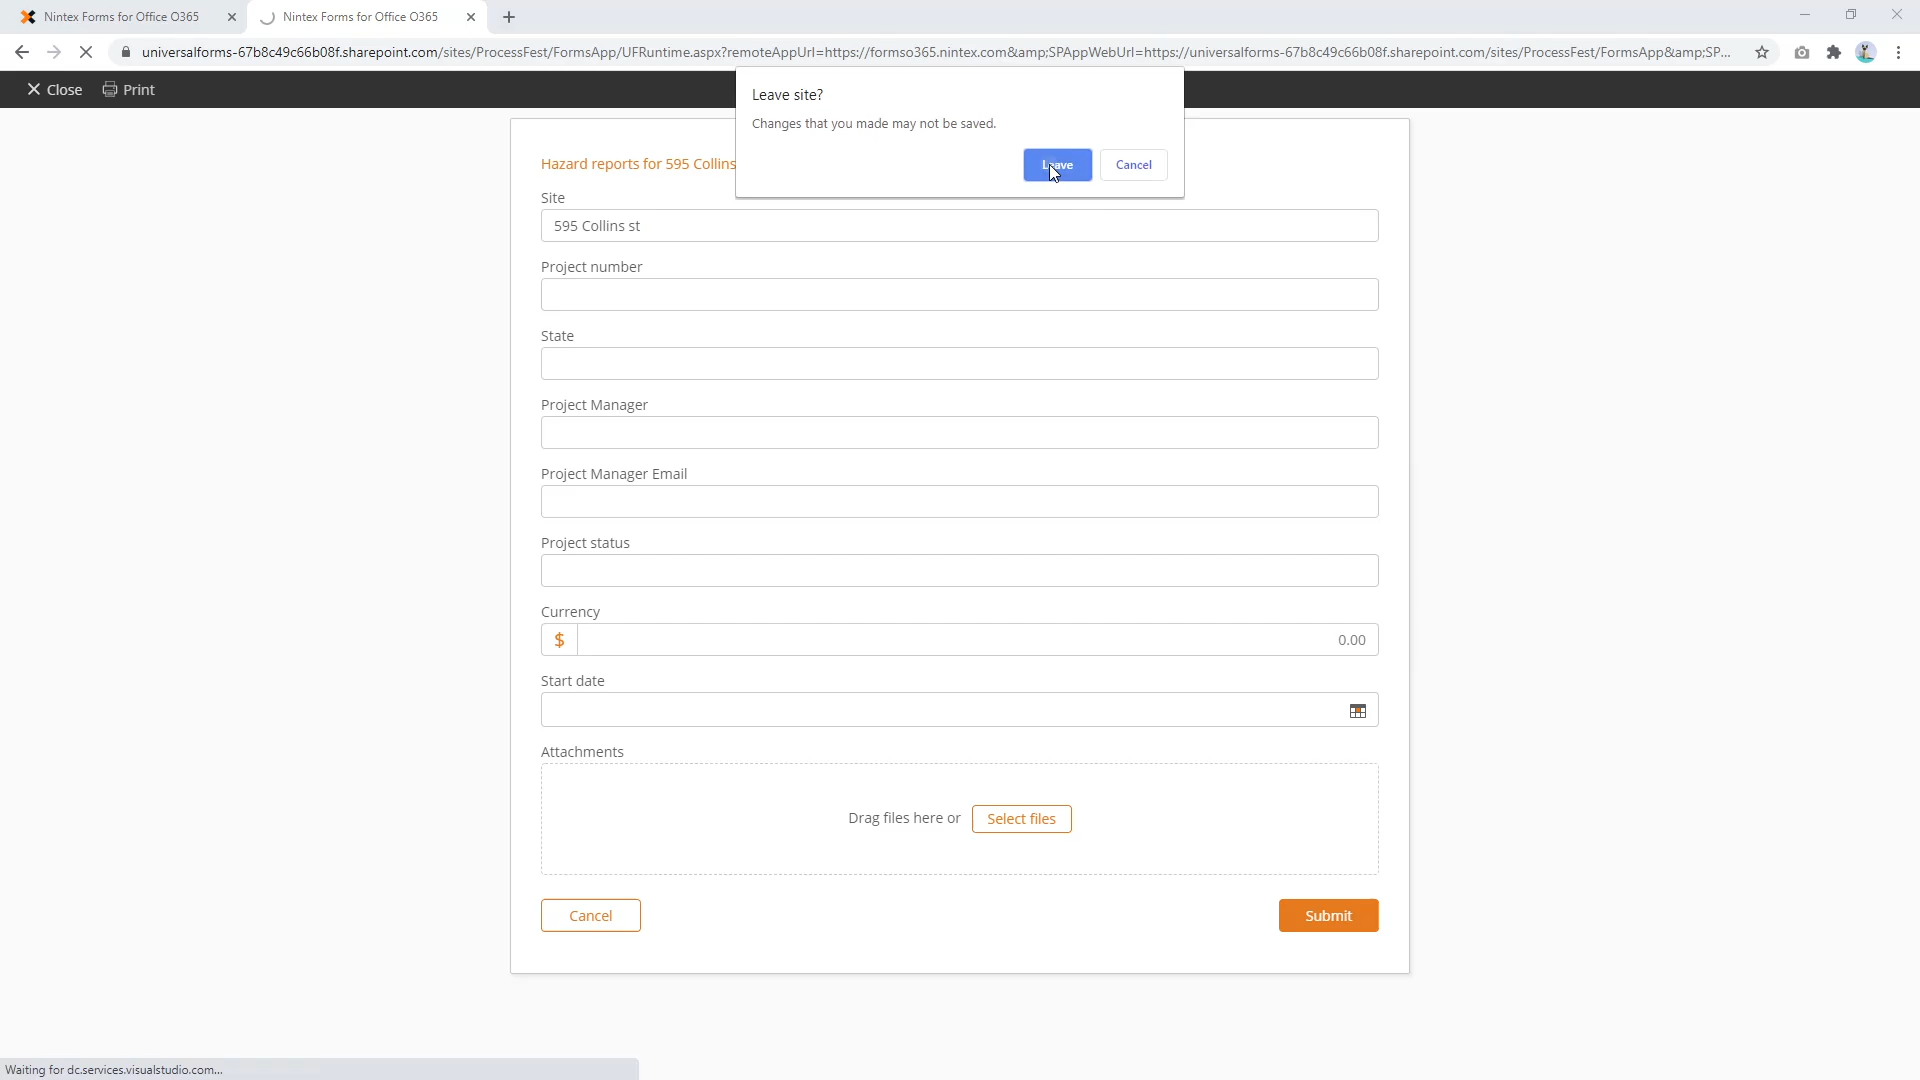 Nintex Forms for Office O365
Nintex Forms for Office O365
universalforms-67b8c49c66b08f.sharepoint.com/sites/ProcessFest/FormsApp/UFRuntime.aspx?remoteAppUrl=https://formso365.nintex.com&amp;SPAppWebUrl=https://universalforms-67b8c49c66b08f.sharepoint.com/sites/ProcessFest/FormsApp&amp;SP...
Close Print
Leave site?
Changes that you made may not be saved.
Leave Cancel
Hazard reports for 595 Collins
Site
595 Collins st
Project number
State
Project Manager
Project Manager Email
Project status
Currency
$ 0.00
Start date
Attachments
Drag files here or Select files
Cancel Submit
Waiting for dc.services.visualstudio.com...